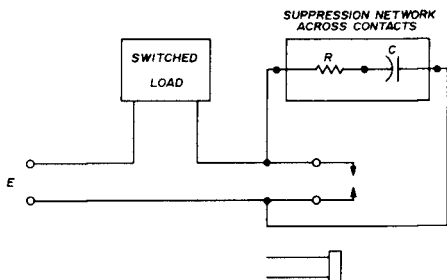 SUPPRESSION NETWORK
ACROSS CONTACTS
SWITCHED
LOAD
R
C
E